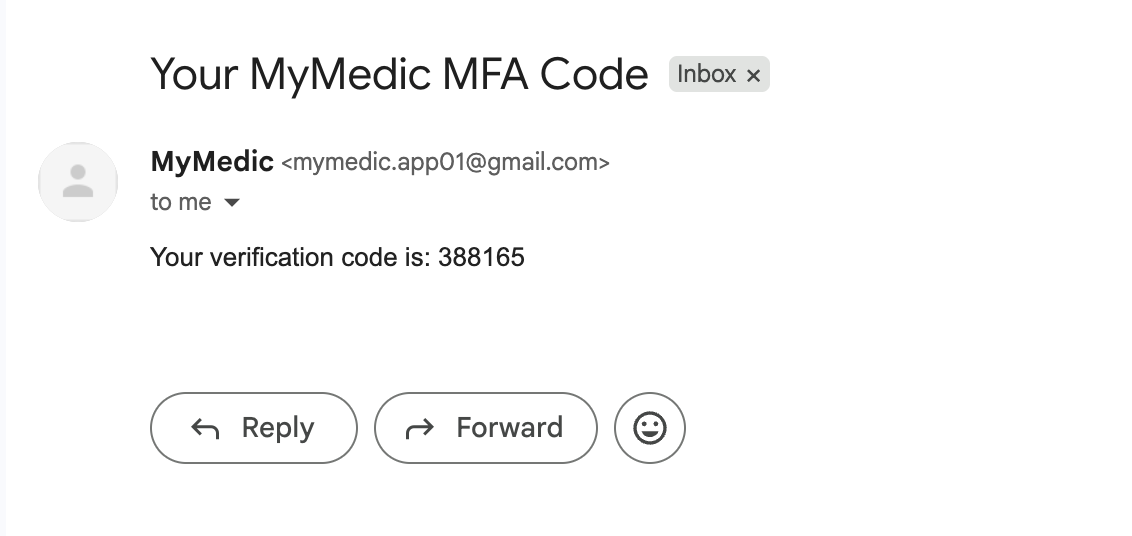 Your MyMedic MFA Code Inbox ×
MyMedic <mymedic.app01@gmail.com>
to me
Your verification code is: 388165
Reply Forward